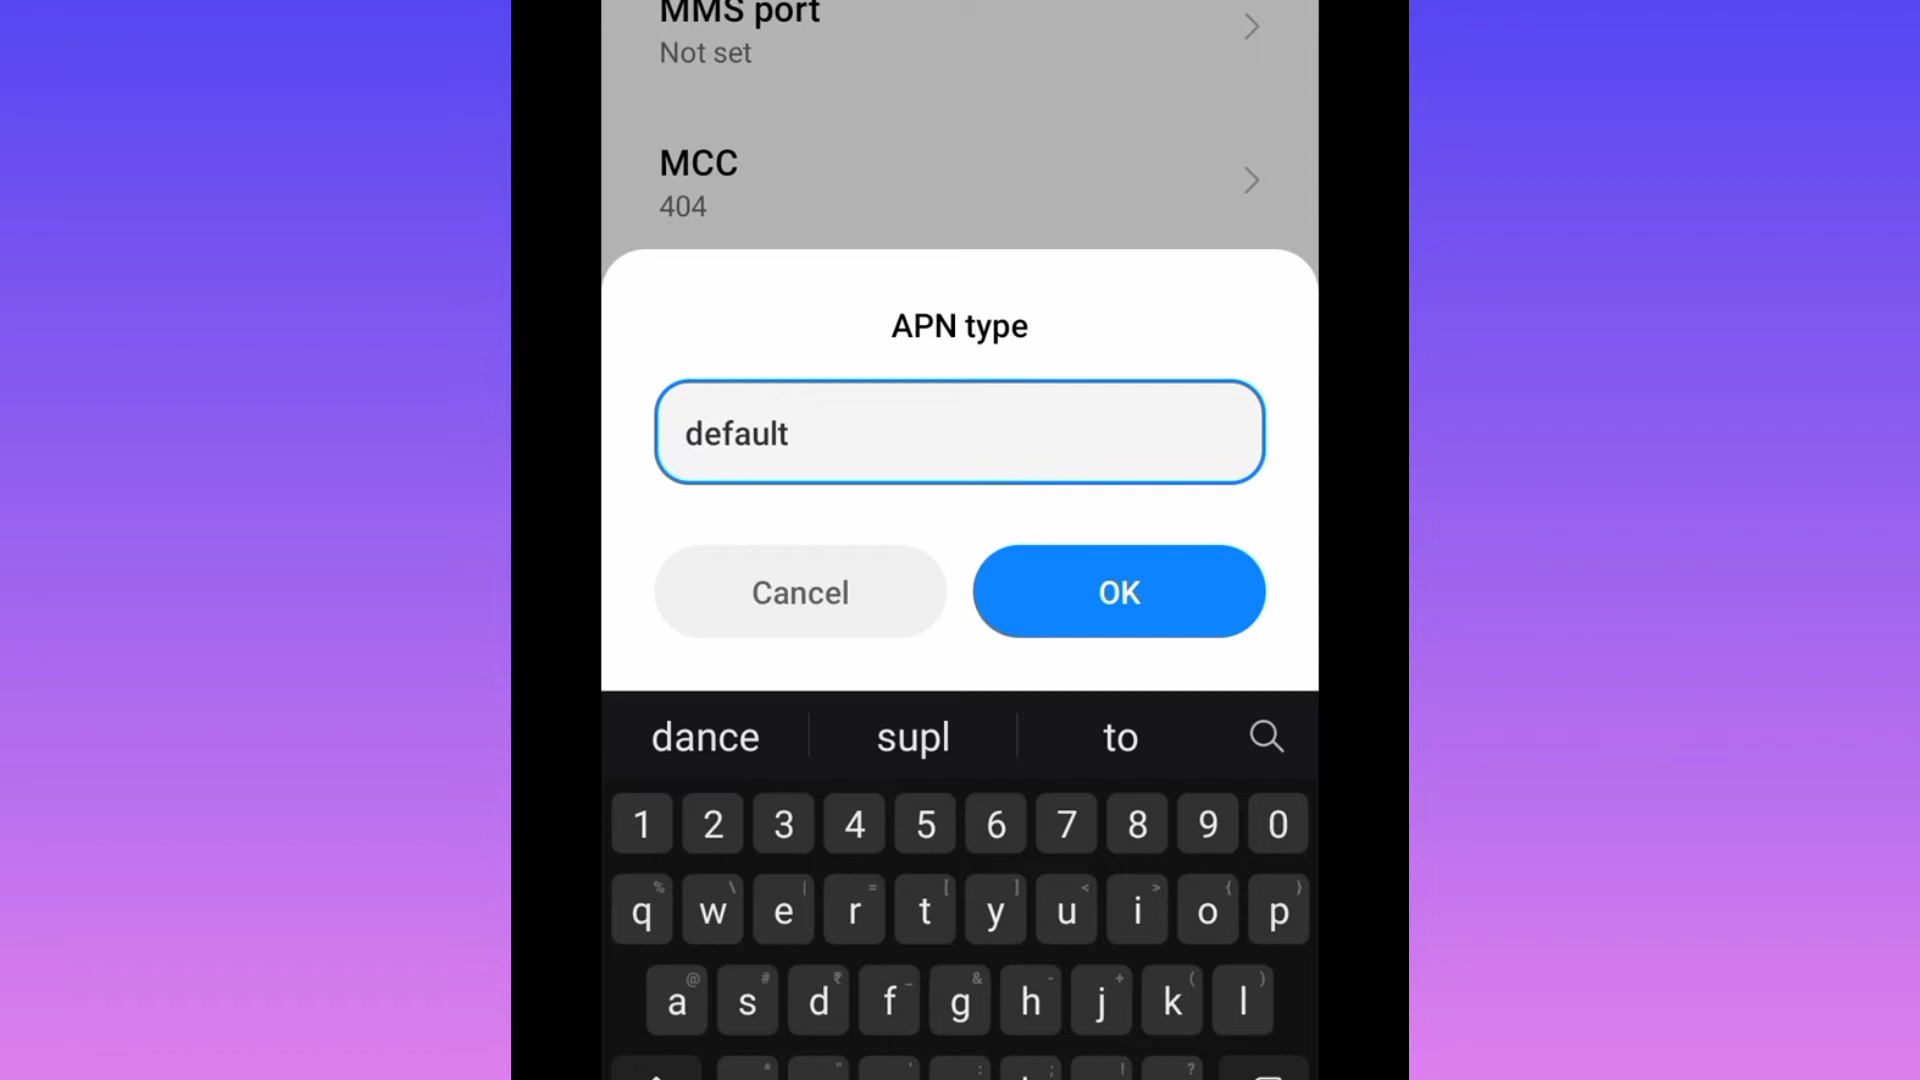 MMS port
Not set
MCC
404
APN type
default
Cancel OK
dance supl to
1 2 3 4 5 6 7 8 9 0
% \ | = [ ] < > { }
q w e r t y u i o p
@ # ₹ _ & - + ( )
a s d f g h j k l
* " ' : ; ! ?